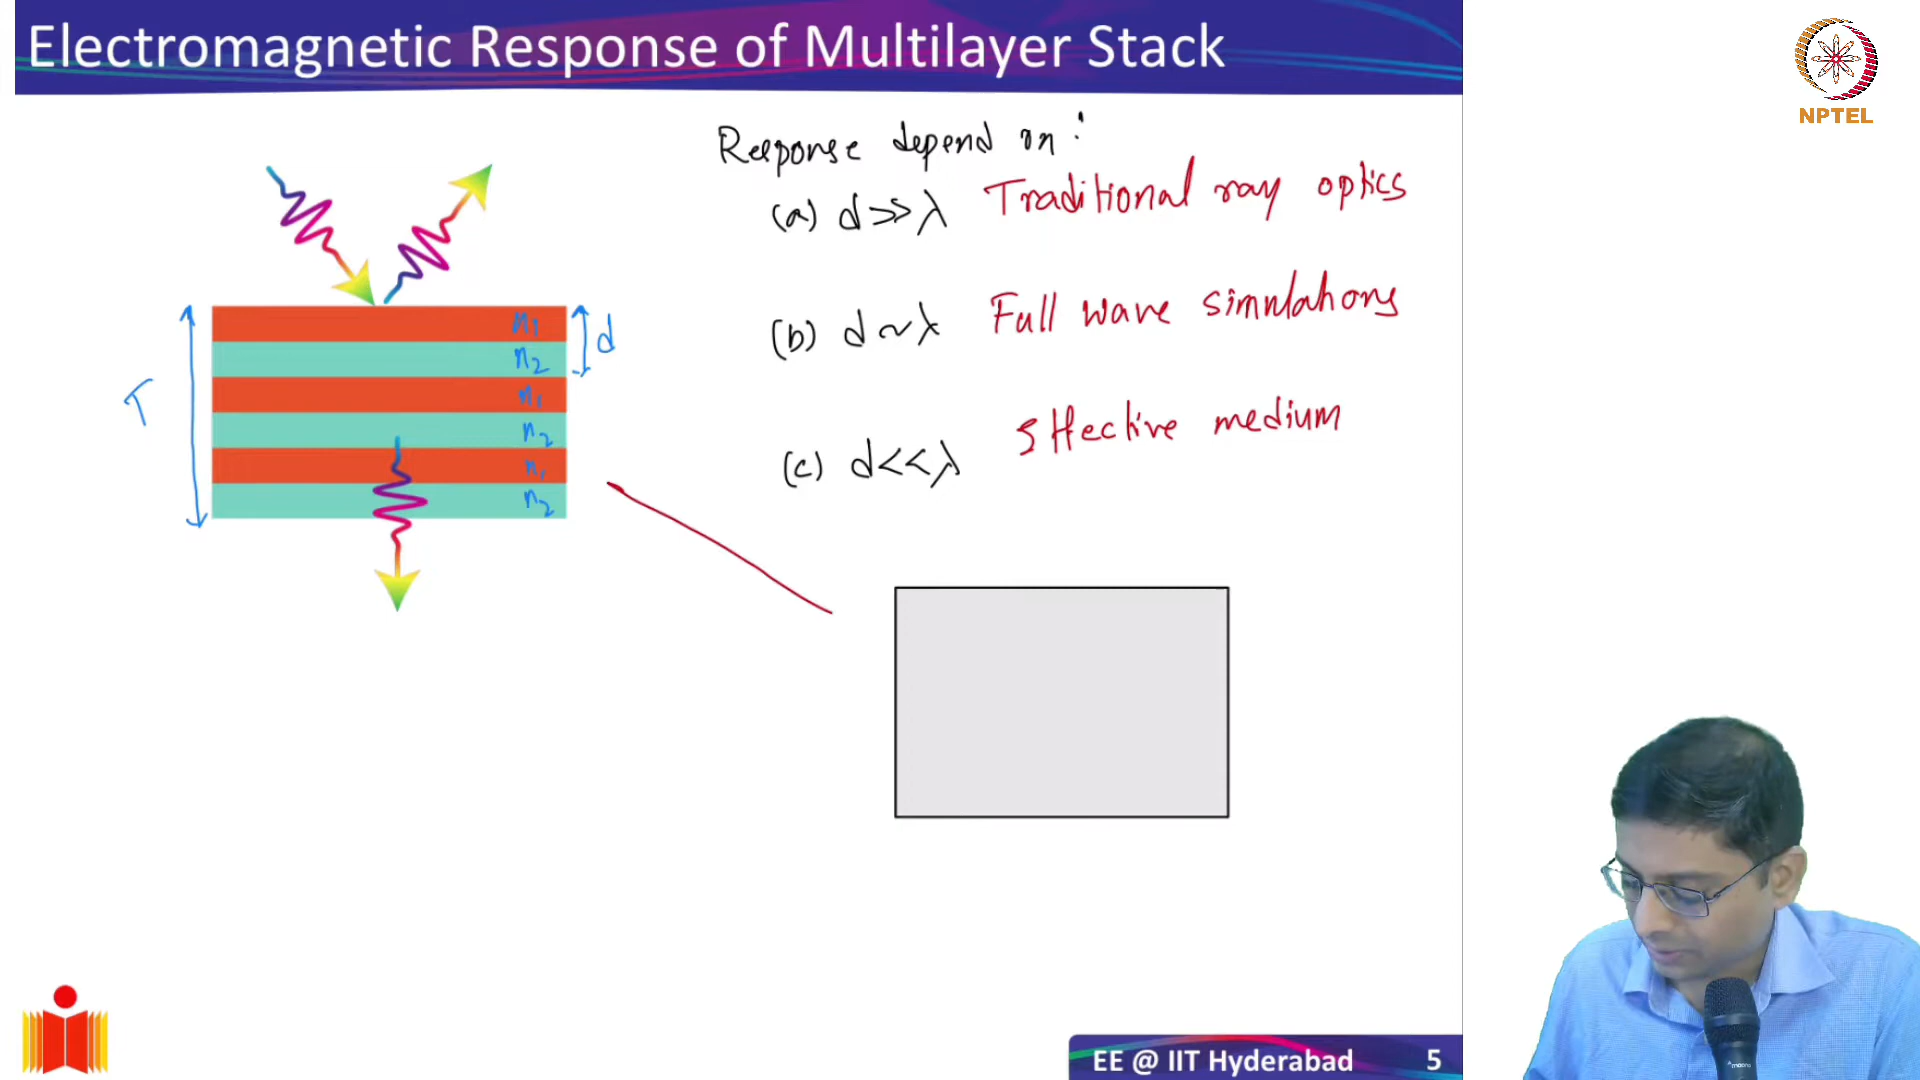 Electromagnetic Response of Multilayer Stack
NPTEL
Response depend on :
(a) d >> λ Traditional ray optics
(b) d ~ λ Full wave simulations
(c) d << λ Effective medium
T
n1
n2
n1
n2
n1
n2
d
EE @ IIT Hyderabad 5